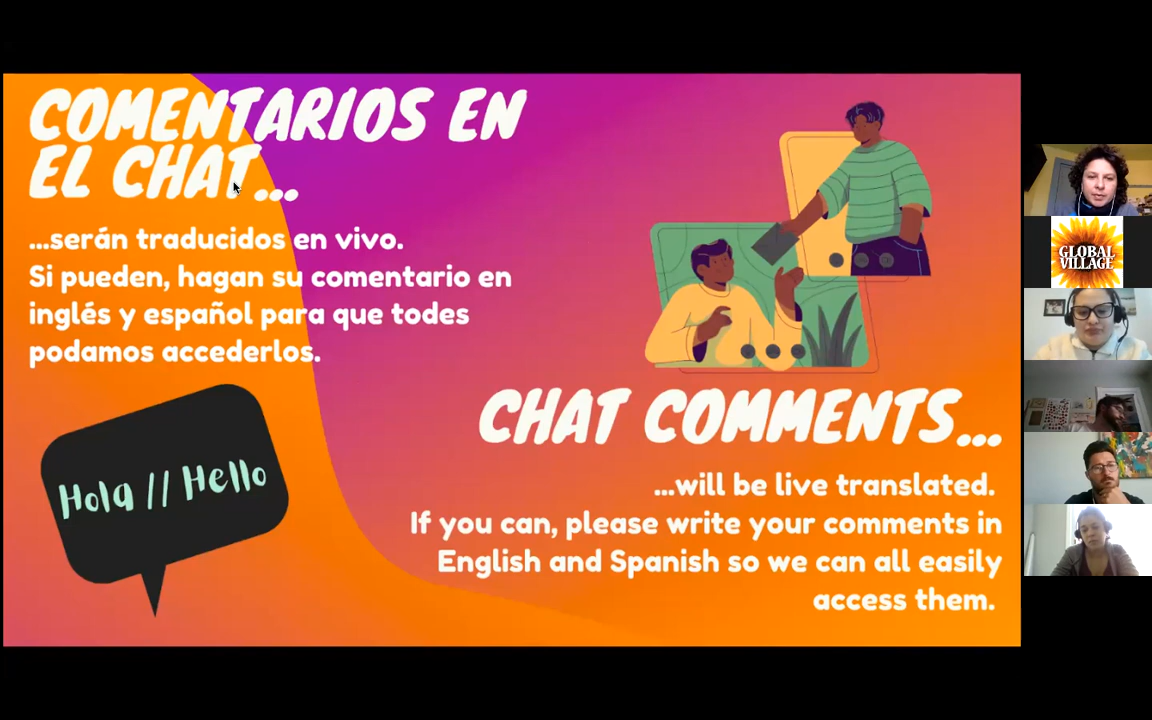 COMENTARIOS EN
EL CHAT...
...serán traducidos en vivo.
Si pueden, hagan su comentario en
inglés y español para que todes
podamos accederlos.
Hola // Hello
CHAT COMMENTS...
...will be live translated.
If you can, please write your comments in
English and Spanish so we can all easily
access them.
GLOBAL
VILLAGE